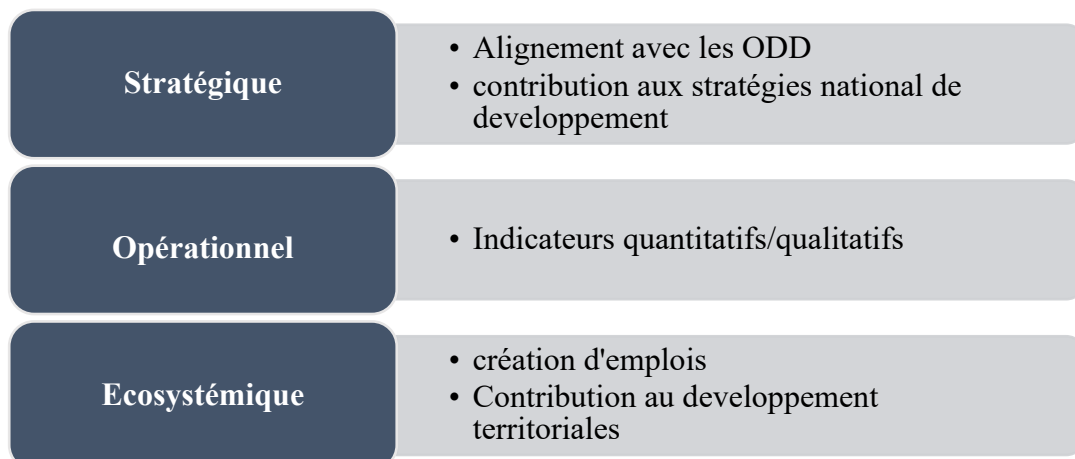 Stratégique
• Alignement avec les ODD
• contribution aux stratégies national de
developpement
Opérationnel
• Indicateurs quantitatifs/qualitatifs
Ecosystémique
• création d'emplois
• Contribution au developpement
territoriales